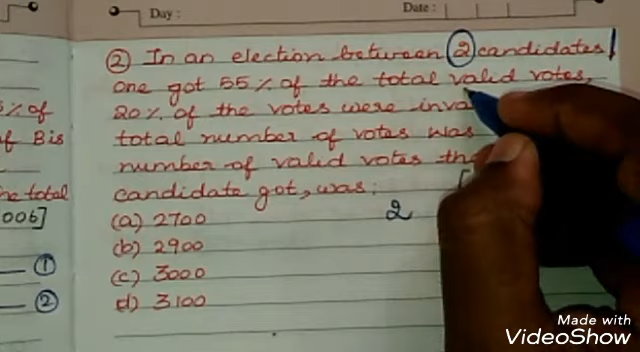 Day :
Date :
② In an election between 2 candidates
one got 55% of the total valid votes,
20% of the votes were inva
total number of votes was
number of valid votes the
candidate got, was :
(a) 2700
(b) 2900
(c) 3000
(d) 3100
2
% of
f B is
he total
006]
①
②
Made with
VideoShow